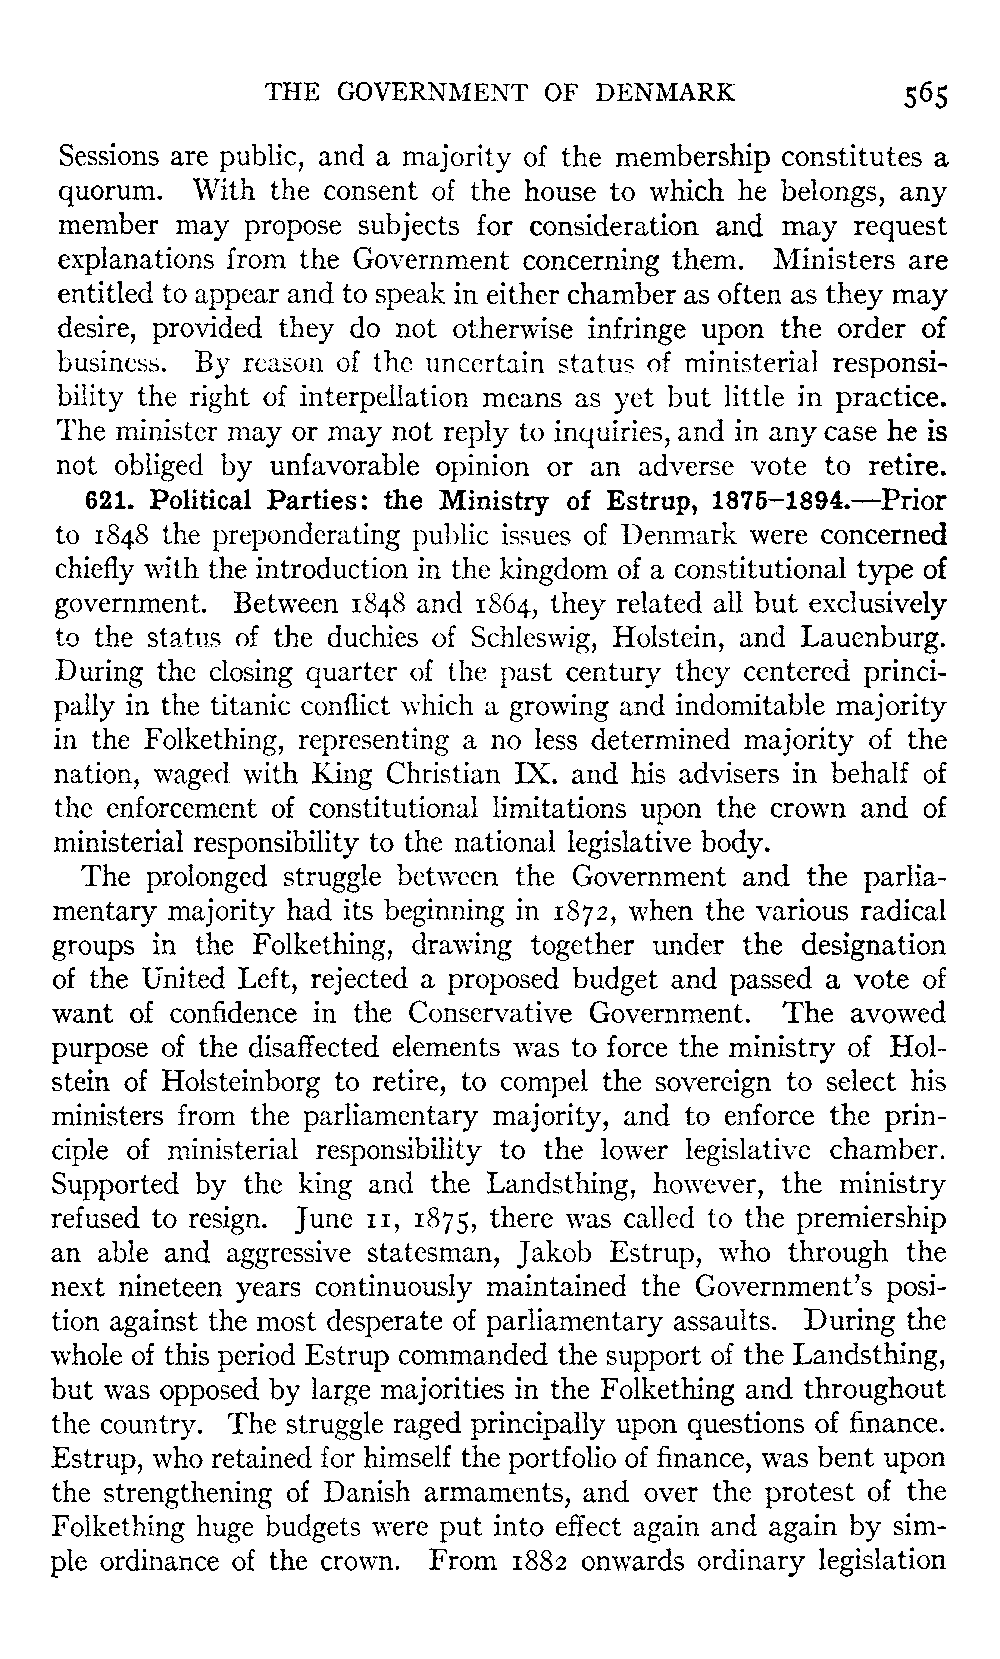 THE GOVERNMENT OF DENMARK 565
Sessions are public, and a majority of the membership constitutes a
quorum. With the consent of the house to which he belongs, any
member may propose subjects for consideration and may request
explanations from the Government concerning them. Ministers are
entitled to appear and to speak in either chamber as often as they may
desire, provided they do not otherwise infringe upon the order of
business. By reason of the uncertain status of ministerial responsi-
bility the right of interpellation means as yet but little in practice.
The minister may or may not reply to inquiries, and in any case he is
not obliged by unfavorable opinion or an adverse vote to retire.
621. Political Parties: the Ministry of Estrup, 1875–1894.—Prior
to 1848 the preponderating public issues of Denmark were concerned
chiefly with the introduction in the kingdom of a constitutional type of
government. Between 1848 and 1864, they related all but exclusively
to the status of the duchies of Schleswig, Holstein, and Lauenburg.
During the closing quarter of the past century they centered princi-
pally in the titanic conflict which a growing and indomitable majority
in the Folkething, representing a no less determined majority of the
nation, waged with King Christian IX. and his advisers in behalf of
the enforcement of constitutional limitations upon the crown and of
ministerial responsibility to the national legislative body.
The prolonged struggle between the Government and the parlia-
mentary majority had its beginning in 1872, when the various radical
groups in the Folkething, drawing together under the designation
of the United Left, rejected a proposed budget and passed a vote of
want of confidence in the Conservative Government. The avowed
purpose of the disaffected elements was to force the ministry of Hol-
stein of Holsteinborg to retire, to compel the sovereign to select his
ministers from the parliamentary majority, and to enforce the prin-
ciple of ministerial responsibility to the lower legislative chamber.
Supported by the king and the Landsthing, however, the ministry
refused to resign. June 11, 1875, there was called to the premiership
an able and aggressive statesman, Jakob Estrup, who through the
next nineteen years continuously maintained the Government's posi-
tion against the most desperate of parliamentary assaults. During the
whole of this period Estrup commanded the support of the Landsthing,
but was opposed by large majorities in the Folkething and throughout
the country. The struggle raged principally upon questions of finance.
Estrup, who retained for himself the portfolio of finance, was bent upon
the strengthening of Danish armaments, and over the protest of the
Folkething huge budgets were put into effect again and again by sim-
ple ordinance of the crown. From 1882 onwards ordinary legislation